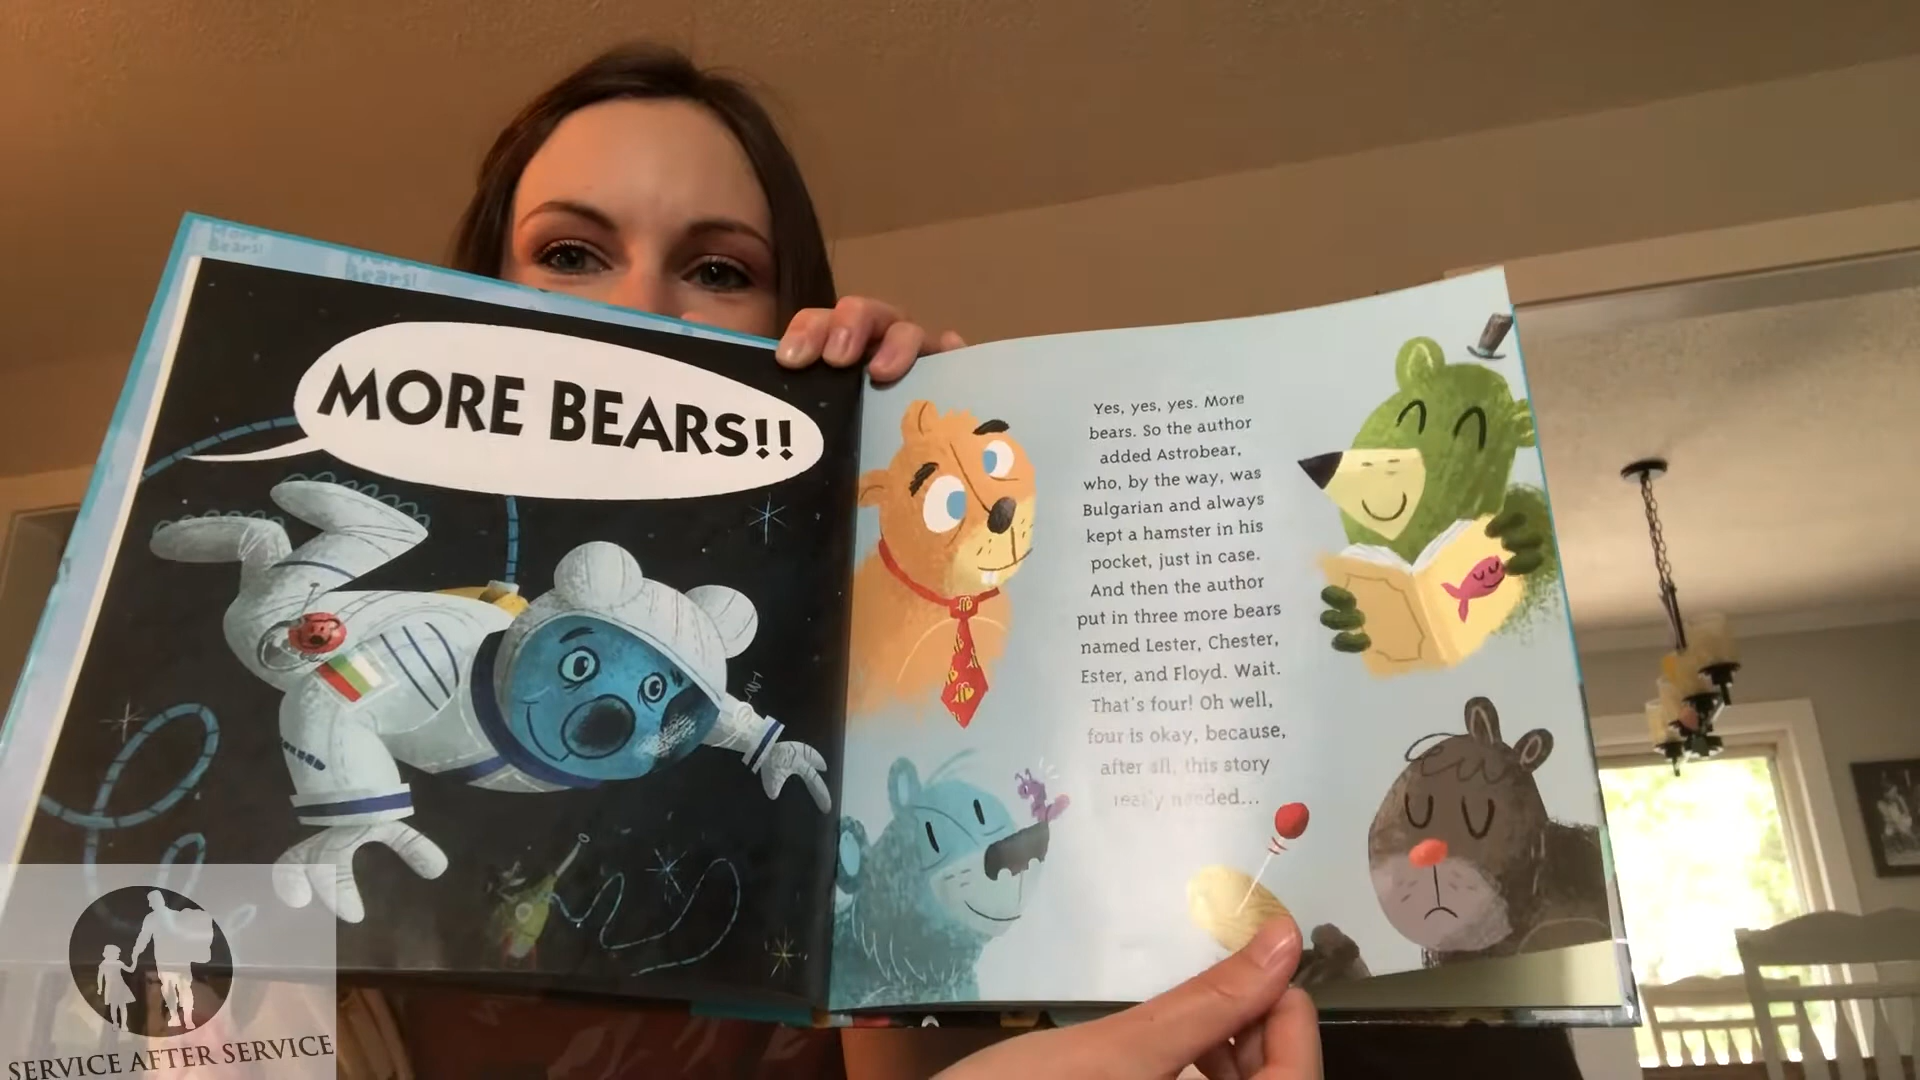 More
Bears!
Bears!
MORE BEARS!!
Yes, yes, yes. More
bears. So the author
added Astrobear,
who, by the way, was
Bulgarian and always
kept a hamster in his
pocket, just in case.
And then the author
put in three more bears
named Lester, Chester,
Ester, and Floyd. Wait.
That's four! Oh well,
four is okay, because,
after all, this story
really needed...
SERVICE AFTER SERVICE